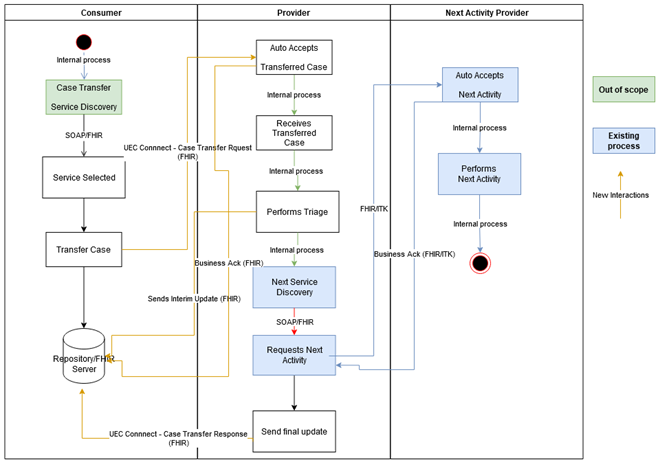 Consumer
Provider
Next Activity Provider
Internal process
Case Transfer
Service Discovery
SOAP/FHIR
Service Selected
Transfer Case
Repository/FHIR
Server
UEC Connnect - Case Transfer Rquest
(FHIR)
Business Ack (FHIR)
Sends Interim Update (FHIR)
UEC Connnect - Case Transfer Response
(FHIR)
Auto Accepts
Transferred Case
Internal process
Receives
Transferred
Case
Internal process
Performs Triage
Internal process
Next Service
Discovery
SOAP/FHIR
Requests Next
Activity
Send final update
FHIR/ITK
Business Ack (FHIR/ITK)
Auto Accepts
Next Activity
Internal process
Performs
Next Activity
Internal process
Out of scope
Existing
process
New Interactions